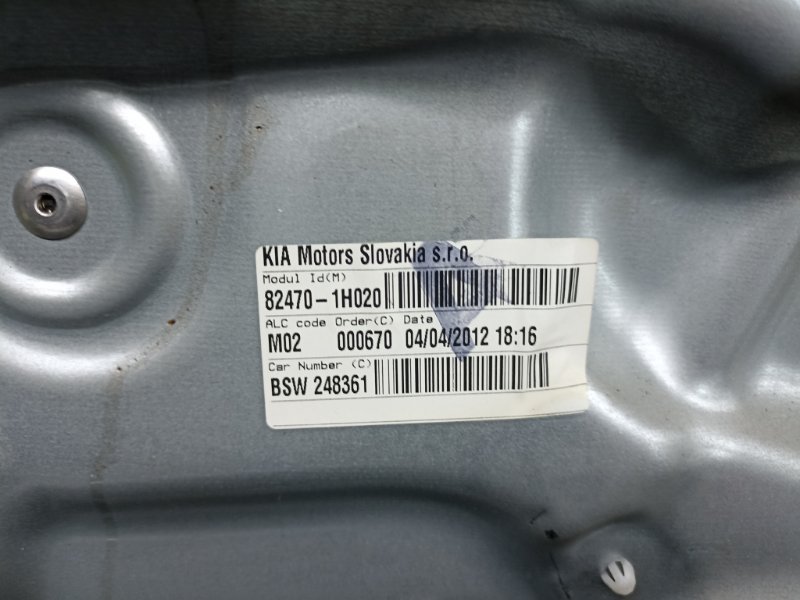 KIA Motors Slovakia s.r.o.
Modul Id(M)
82470-1H020
ALC code Order(C) Date
M02 000670 04/04/2012 18:16
Car Number (C)
BSW 248361